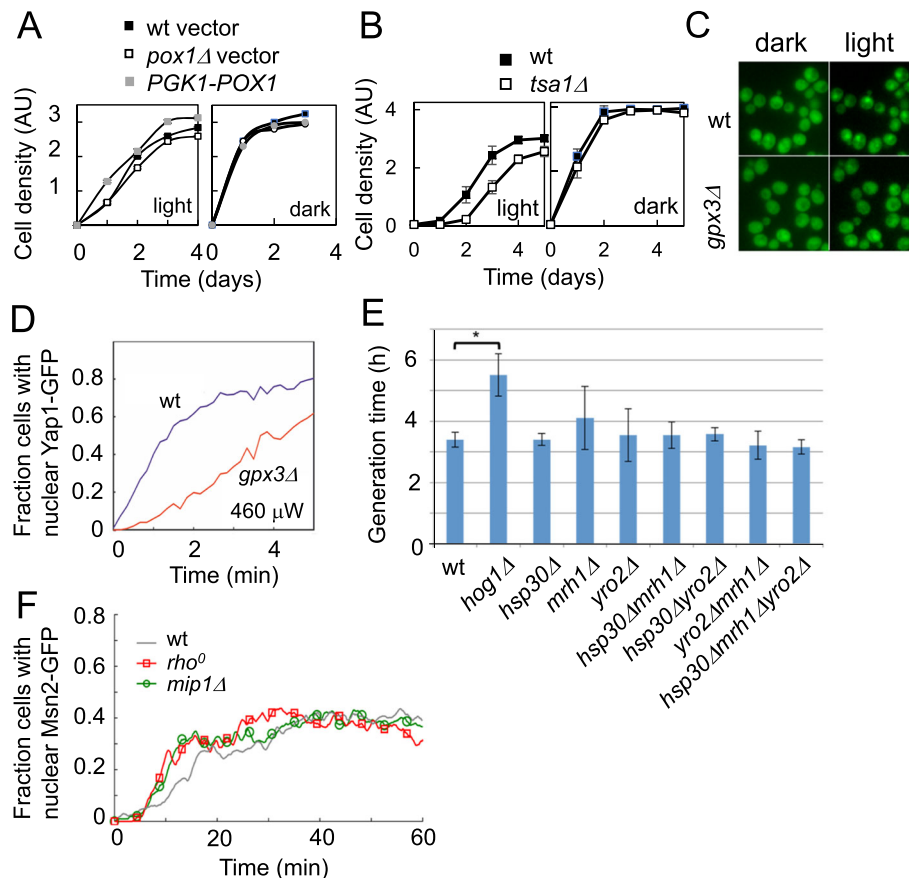 A
wt vector
pox1Δ vector
PGK1-POX1
Cell density (AU)
3
2
1
light
dark
0 2 40 2 4
Time (days)
B
wt
tsa1Δ
Cell density (AU)
4
2
0
light
dark
0 2 4 0 2 4
Time (days)
C
dark light
wt
gpx3Δ
D
Fraction cells with
nuclear Yap1-GFP
0.8
0.6
0.4
0.2
0
wt
gpx3Δ
460 µW
0 2 4
Time (min)
E
Generation time (h)
6
4
2
0
*
wt
hog1Δ
hsp30Δ
mrh1Δ
yro2Δ
hsp30Δmrh1Δ
hsp30Δyro2Δ
yro2Δmrh1Δ
hsp30Δmrh1Δyro2Δ
F
Fraction cells with
nuclear Msn2-GFP
0.8
0.6
0.4
0.2
0
wt
rho⁰
mip1Δ
0 20 40 60
Time (min)